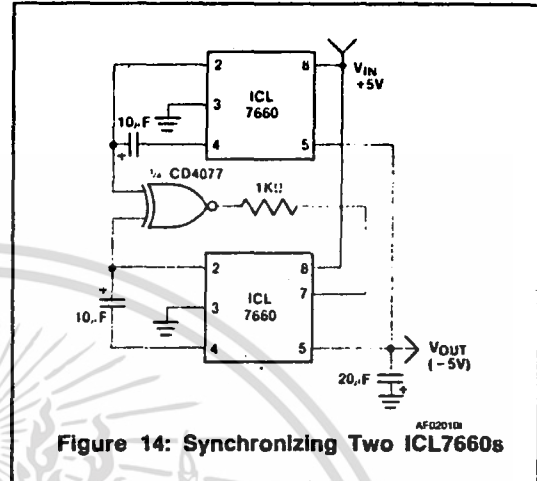 VIN
+5V
2
8
ICL
7660
3
10μF
+
4
5
¼ CD4077
1KΩ
2
8
ICL
7660
7
+
10μF
3
4
5
VOUT
(-5V)
20μF
+
AF02010I
Figure 14: Synchronizing Two ICL7660s